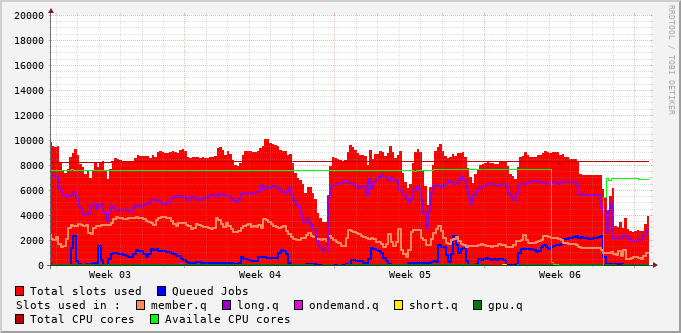 20000
18000
16000
14000
12000
10000
8000
6000
4000
2000
0
Week 03 Week 04 Week 05 Week 06
RRDTOOL / TOBI OETIKER
Total slots used Queued Jobs
Slots used in : member.q long.q ondemand.q short.q gpu.q
Total CPU cores Availale CPU cores